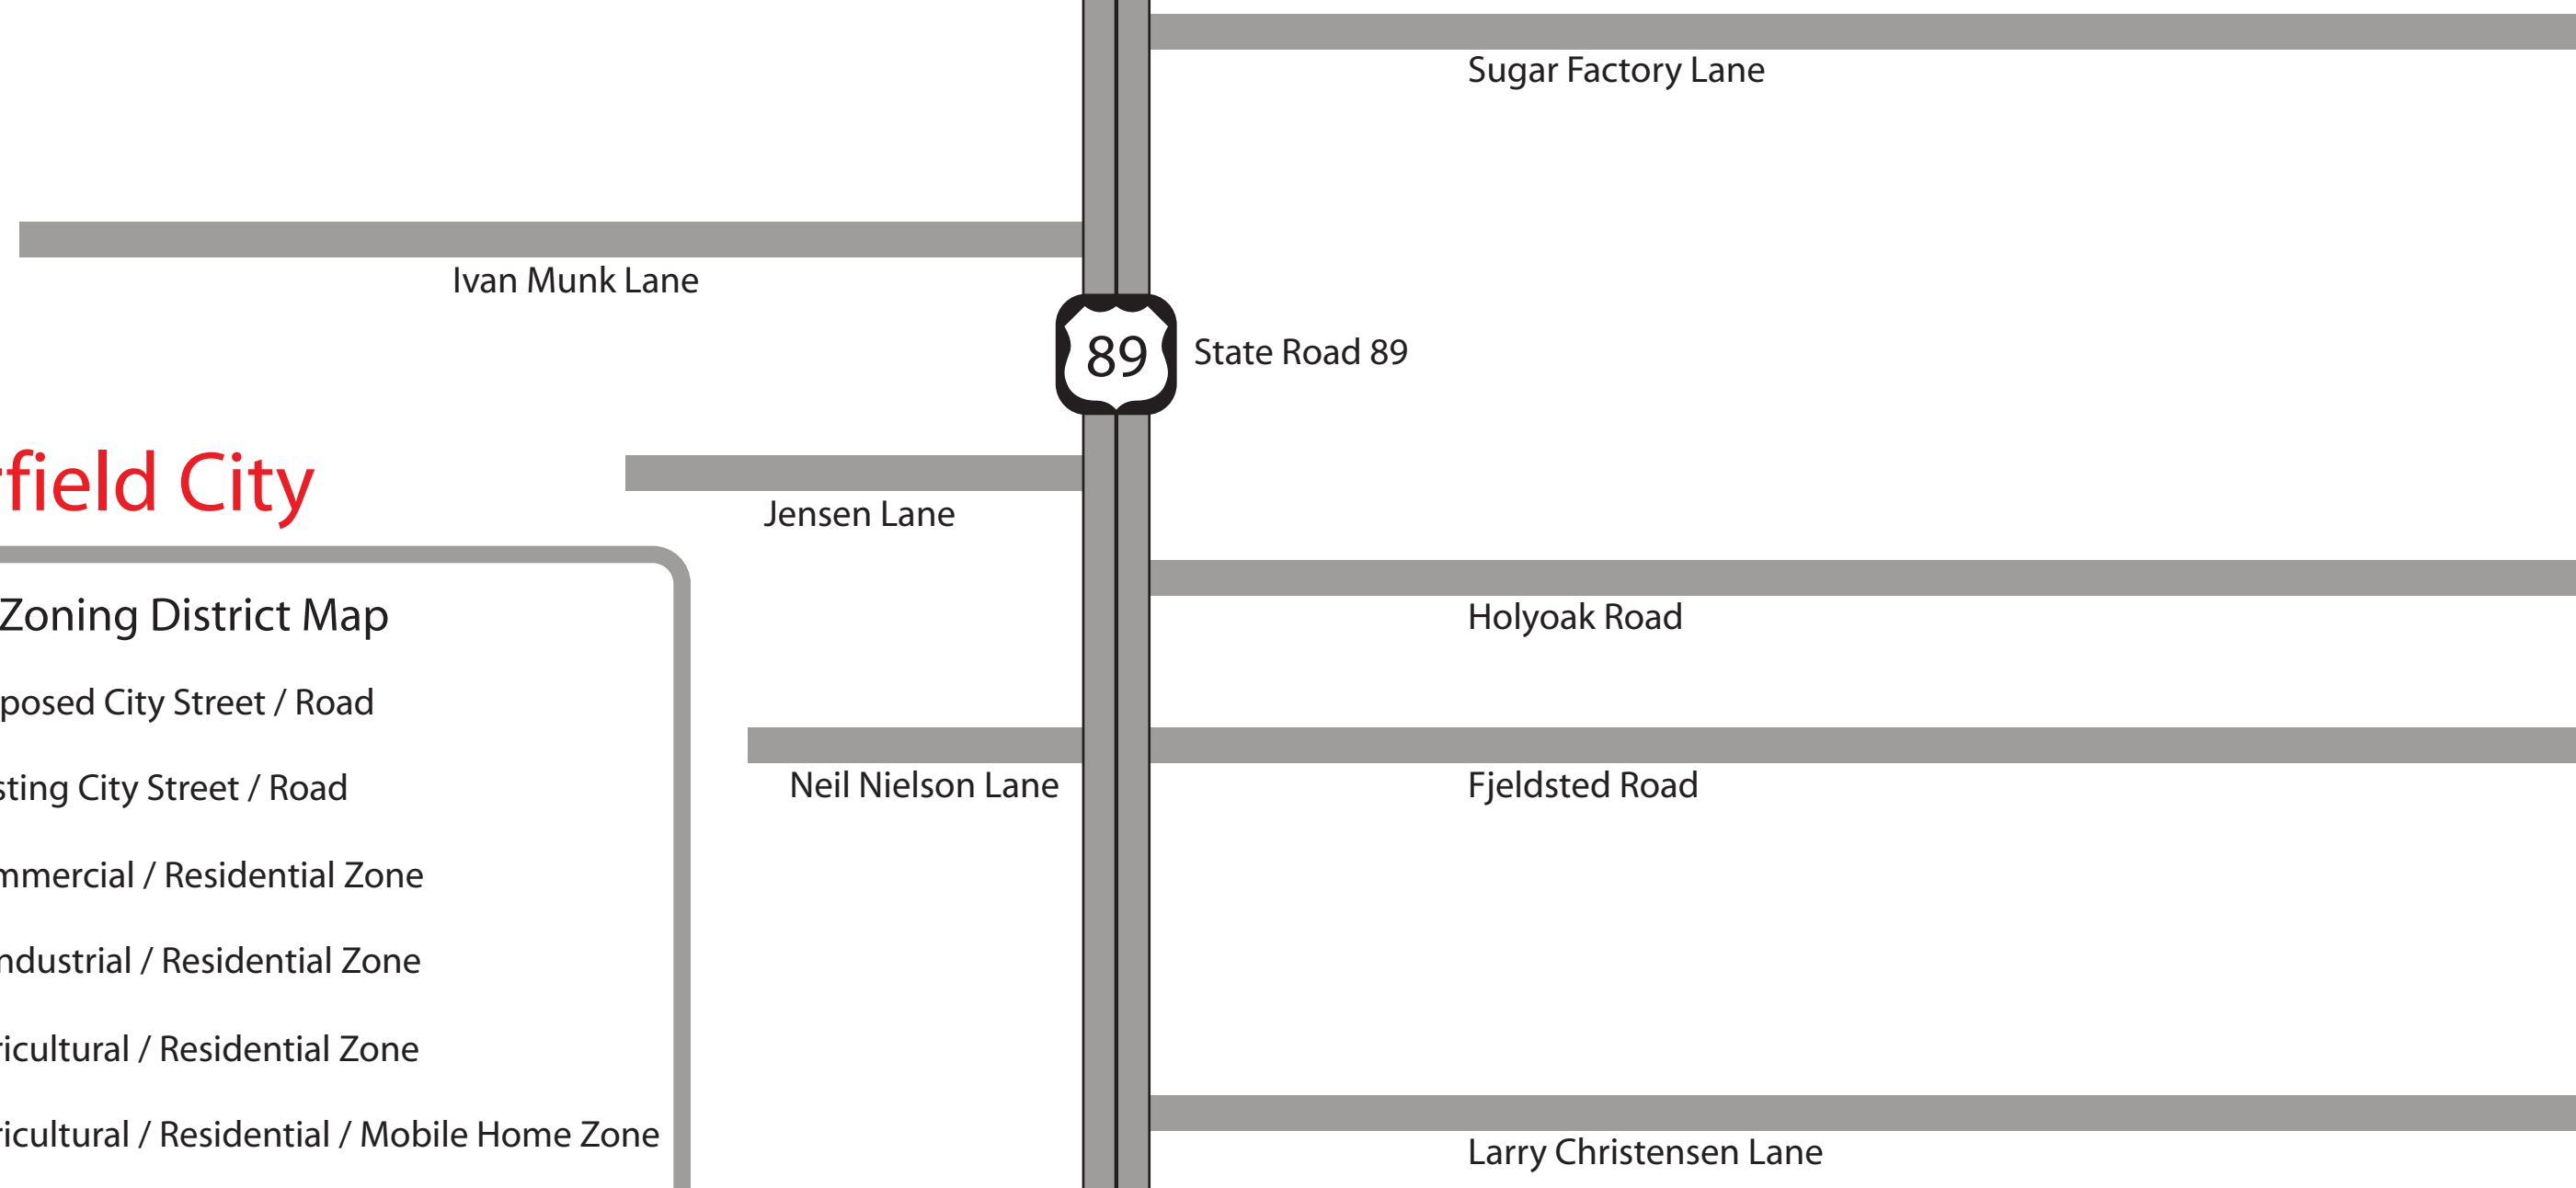 Sugar Factory Lane
Ivan Munk Lane
89
State Road 89
field City
Jensen Lane
Zoning District Map
Holyoak Road
posed City Street / Road
Neil Nielson Lane
Fjeldsted Road
sting City Street / Road
mmercial / Residential Zone
ndustrial / Residential Zone
ricultural / Residential Zone
ricultural / Residential / Mobile Home Zone
Larry Christensen Lane